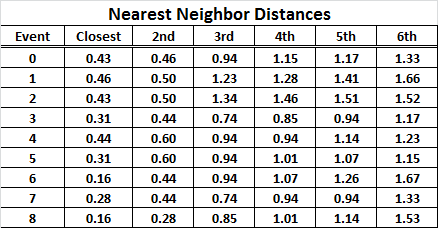 Nearest Neighbor Distances
Event Closest 2nd 3rd 4th 5th 6th
0 0.43 0.46 0.94 1.15 1.17 1.33
1 0.46 0.50 1.23 1.28 1.41 1.66
2 0.43 0.50 1.34 1.46 1.51 1.52
3 0.31 0.44 0.74 0.85 0.94 1.17
4 0.44 0.60 0.94 0.94 1.14 1.23
5 0.31 0.60 0.94 1.01 1.07 1.15
6 0.16 0.44 0.94 1.07 1.26 1.67
7 0.28 0.44 0.74 0.94 0.94 1.33
8 0.16 0.28 0.85 1.01 1.14 1.53